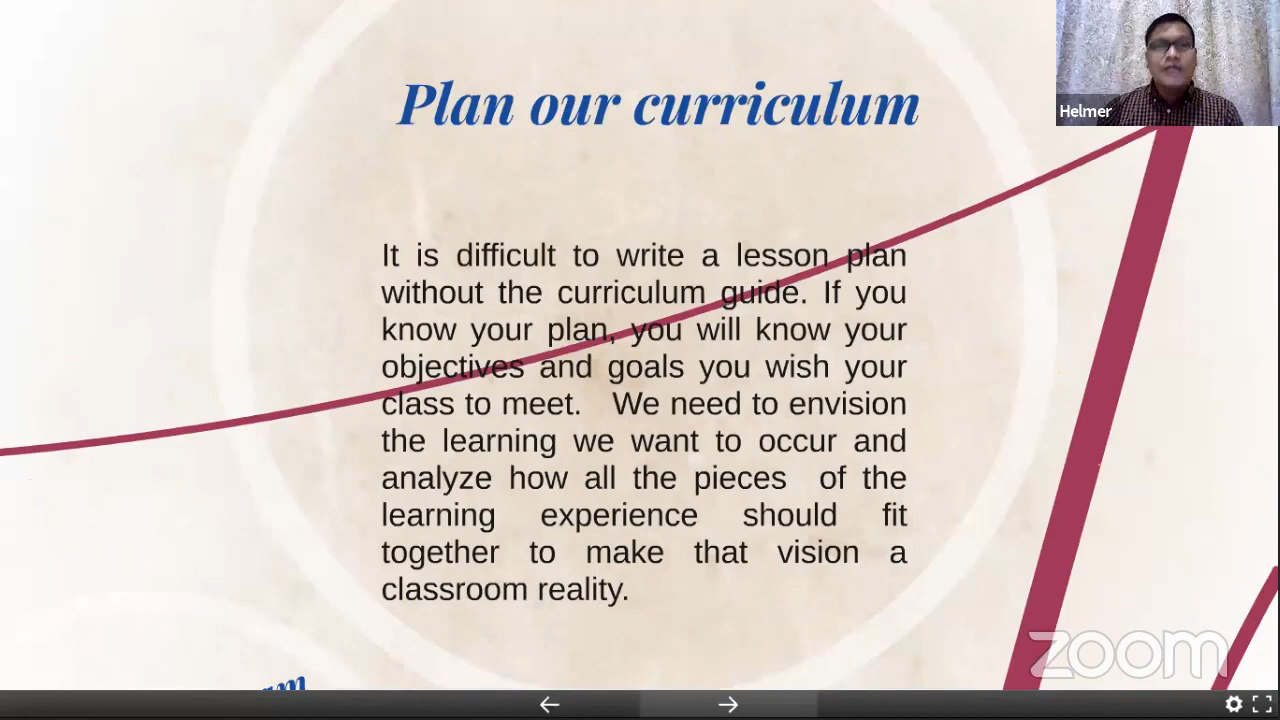 Plan our curriculum
Helmer
It is difficult to write a lesson plan
without the curriculum guide. If you
know your plan, you will know your
objectives and goals you wish your
class to meet. We need to envision
the learning we want to occur and
analyze how all the pieces of the
learning experience should fit
together to make that vision a
classroom reality.
zoom